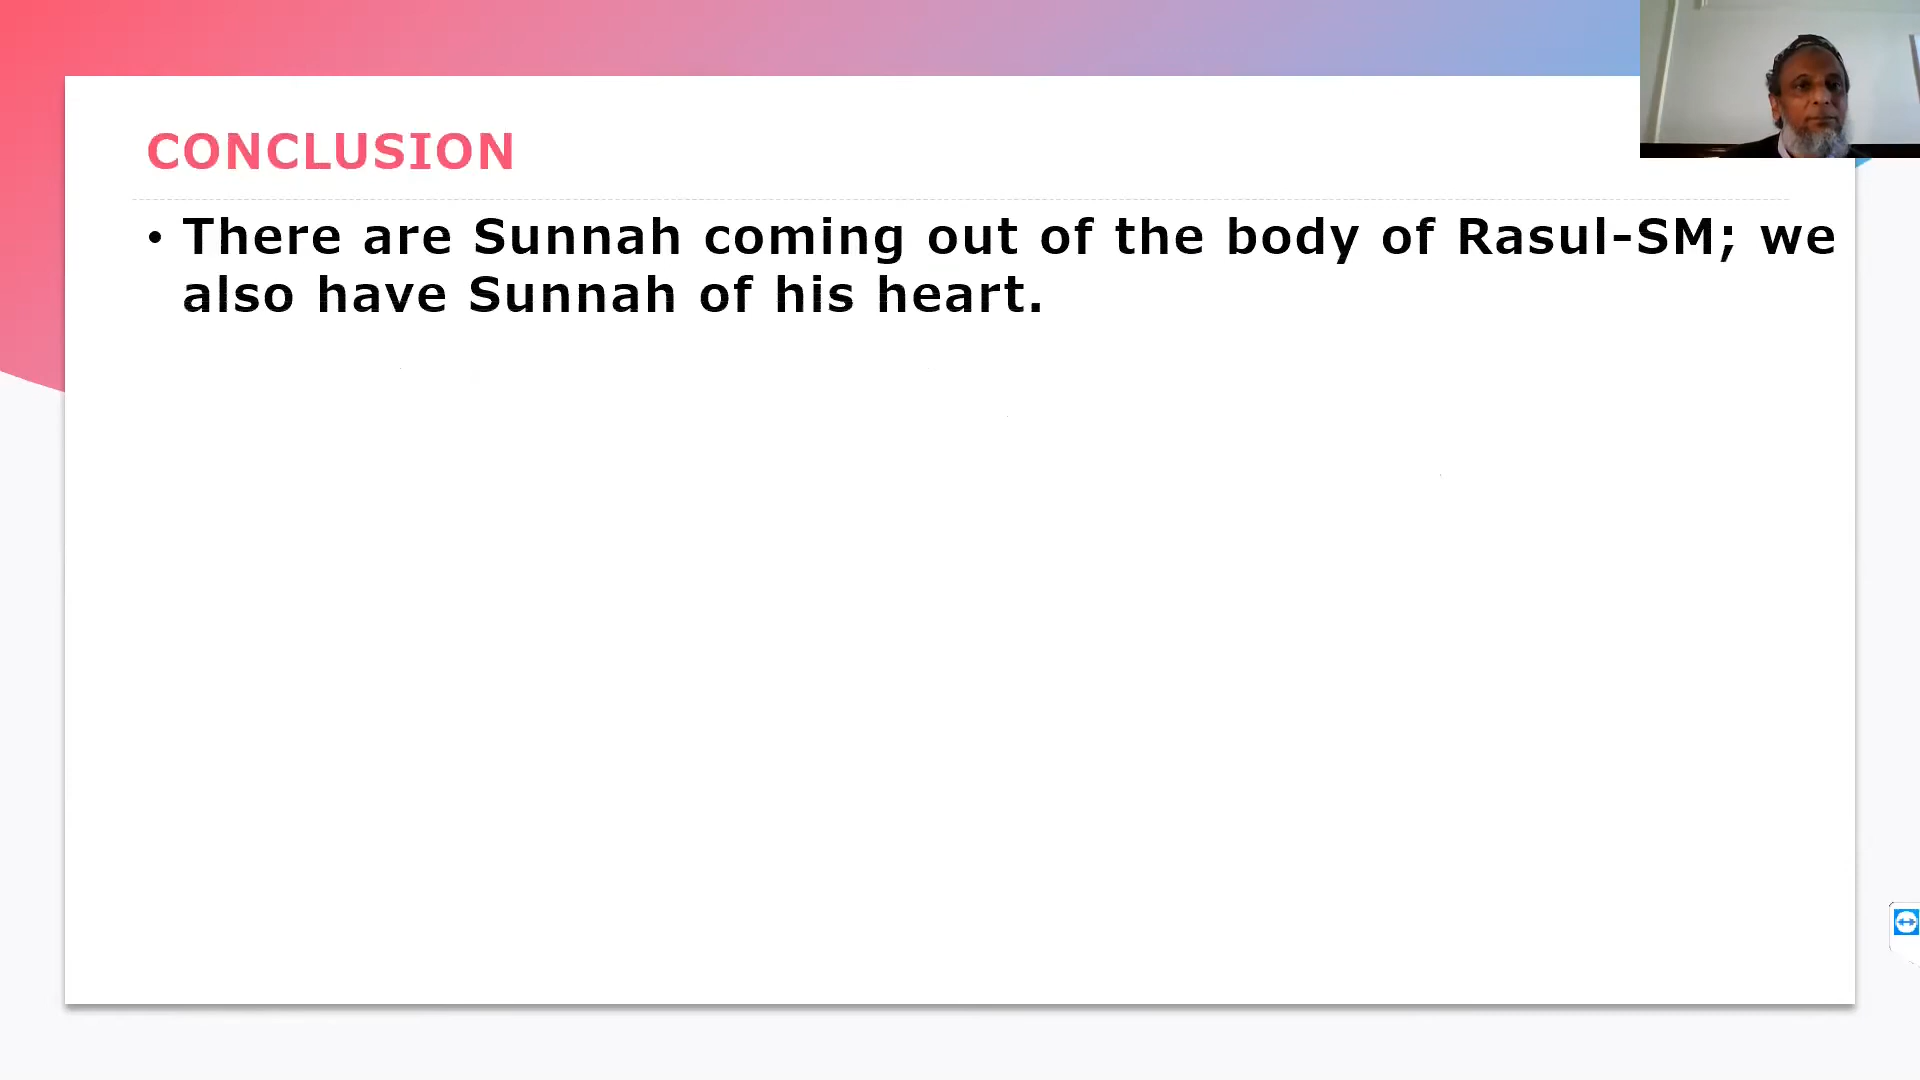 CONCLUSION
• There are Sunnah coming out of the body of Rasul-SM; we
also have Sunnah of his heart.